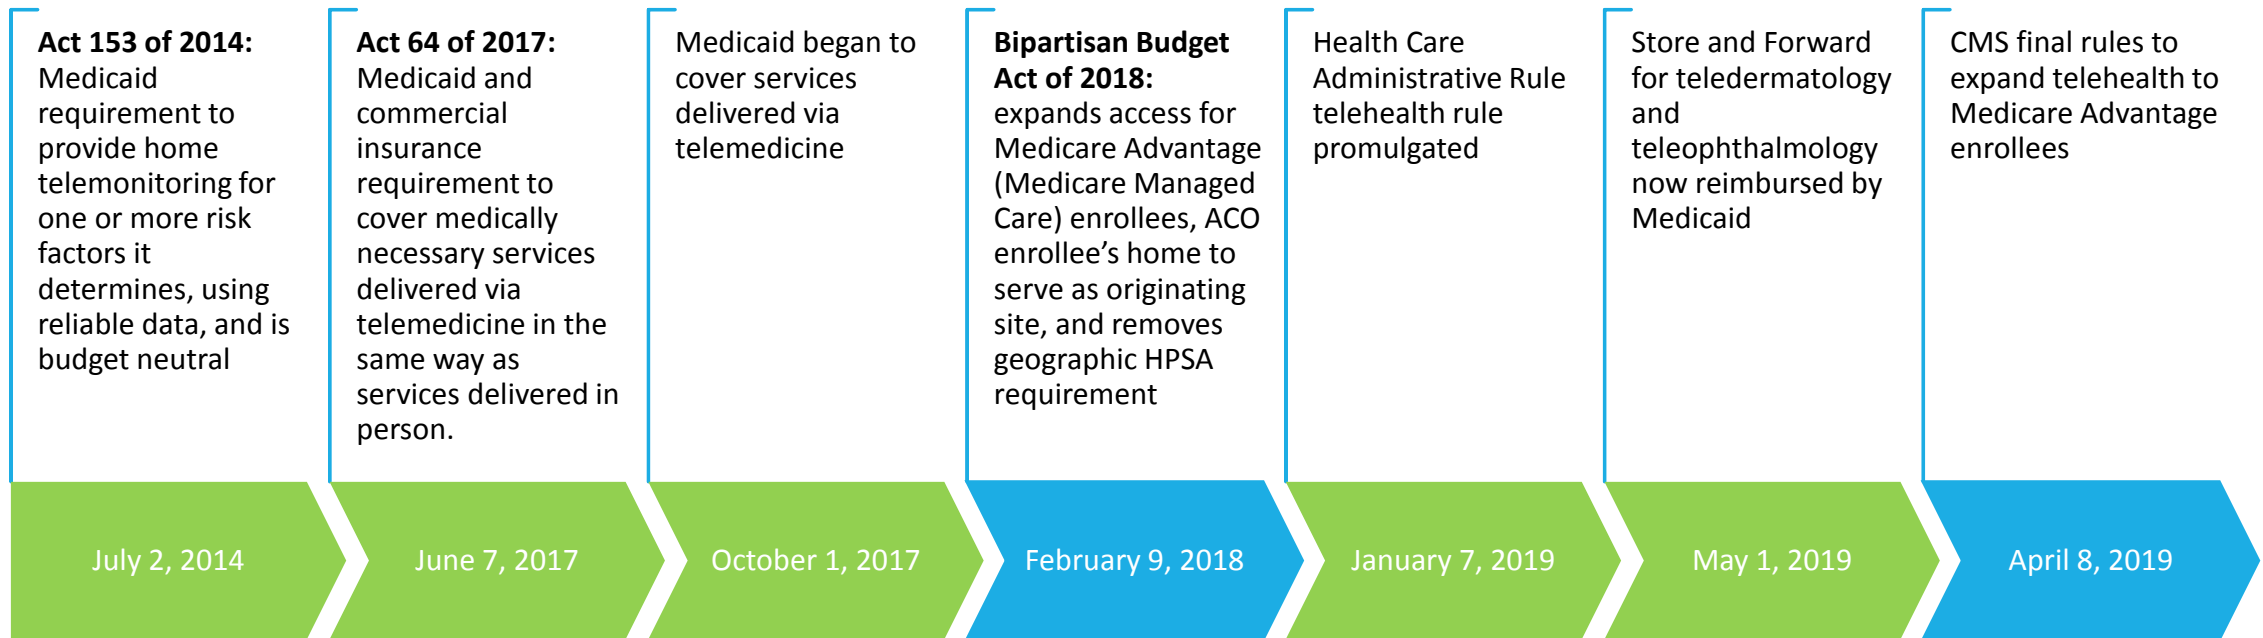 Act 153 of 2014:
Medicaid
requirement to
provide home
telemonitoring for
one or more risk
factors it
determines, using
reliable data, and is
budget neutral
July 2, 2014
Act 64 of 2017:
Medicaid and
commercial
insurance
requirement to
cover medically
necessary services
delivered via
telemedicine in the
same way as
services delivered in
person.
June 7, 2017
Medicaid began to
cover services
delivered via
telemedicine
October 1, 2017
Bipartisan Budget
Act of 2018:
expands access for
Medicare Advantage
(Medicare Managed
Care) enrollees, ACO
enrollee’s home to
serve as originating
site, and removes
geographic HPSA
requirement
February 9, 2018
Health Care
Administrative Rule
telehealth rule
promulgated
January 7, 2019
Store and Forward
for teledermatology
and
teleophthalmology
now reimbursed by
Medicaid
May 1, 2019
CMS final rules to
expand telehealth to
Medicare Advantage
enrollees
April 8, 2019